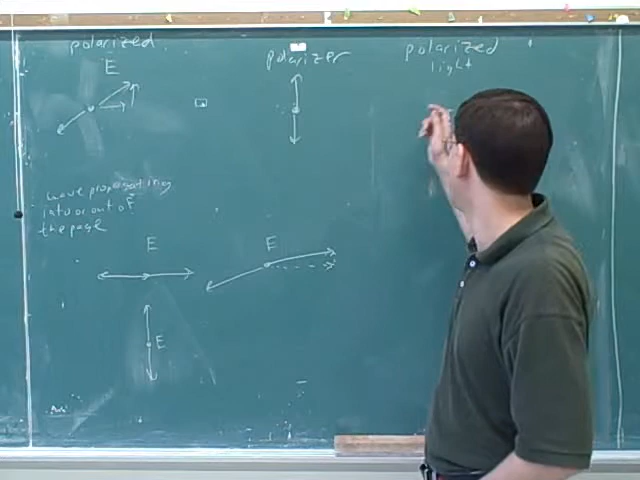 polarized
E
polarizer
polarized
light
wave propagating
into or out of
the page
E
E
E